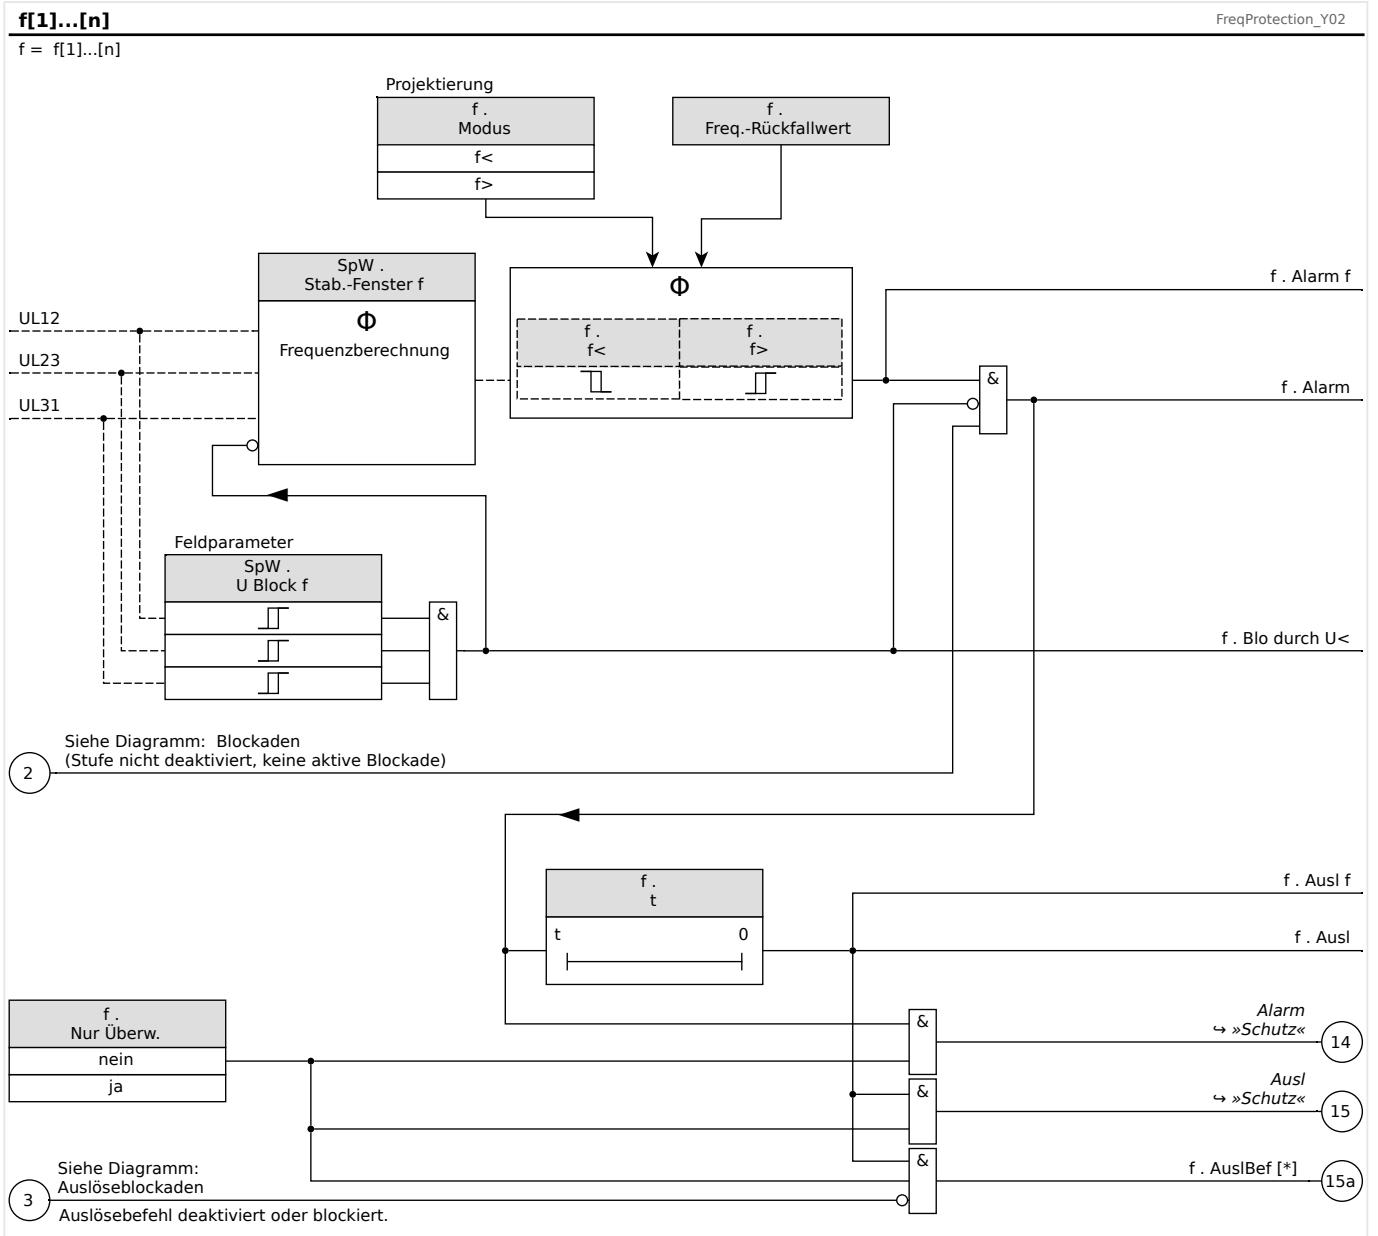 f[1]...[n]
FreqProtection_Y02
f = f[1]...[n]
Projektierung
f .
Modus
f<
f>
f .
Freq.-Rückfallwert
SpW .
Stab.-Fenster f
Φ
Frequenzberechnung
Φ
f .
f<
f .
f>
f . Alarm f
UL12
UL23
UL31
&
f . Alarm
Feldparameter
SpW .
U Block f
&
f . Blo durch U<
Siehe Diagramm: Blockaden
(Stufe nicht deaktiviert, keine aktive Blockade)
2
f .
t
t 0
f . Ausl f
f . Ausl
f .
Nur Überw.
nein
ja
&
Alarm
↪ »Schutz«
14
&
Ausl
↪ »Schutz«
15
&
f . AuslBef [*]
15a
Siehe Diagramm:
Auslöseblockaden
3
Auslösebefehl deaktiviert oder blockiert.